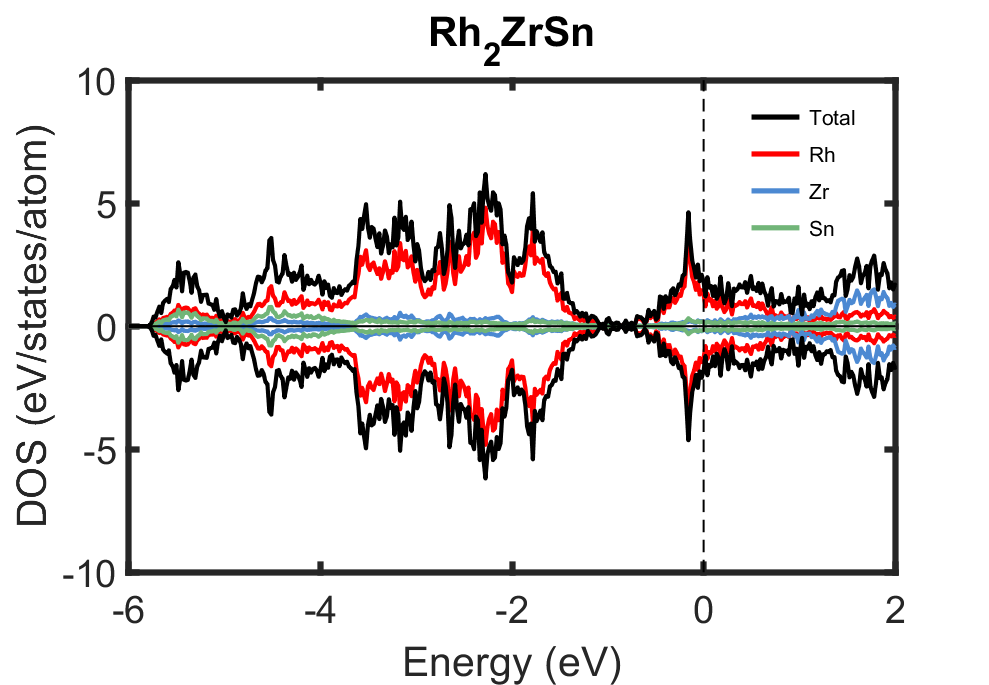 Rh2ZrSn
10
5
0
-5
-10
DOS (eV/states/atom)
Total
Rh
Zr
Sn
-6 -4 -2 0 2
Energy (eV)